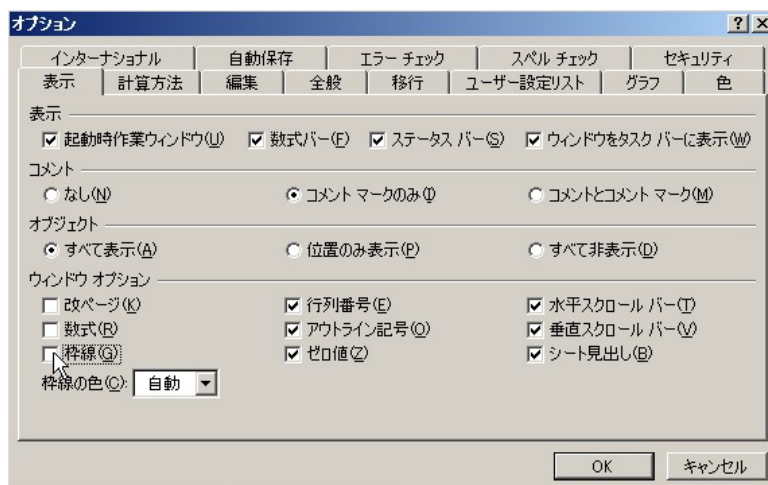 オプション
インターナショナル 自動保存 エラー チェック スペル チェック セキュリティ
表示 計算方法 編集 全般 移行 ユーザー設定リスト グラフ 色
表示
起動時作業ウィンドウ(U) 数式バー(F) ステータス バー(S) ウィンドウをタスク バーに表示(W)
コメント
なし(N) コメント マークのみ(I) コメントとコメント マーク(M)
オブジェクト
すべて表示(A) 位置のみ表示(P) すべて非表示(D)
ウィンドウ オプション
改ページ(K) 行列番号(E) 水平スクロール バー(T)
数式(R) アウトライン記号(O) 垂直スクロール バー(V)
枠線(G) ゼロ値(Z) シート見出し(B)
枠線の色(C): 自動
OK キャンセル